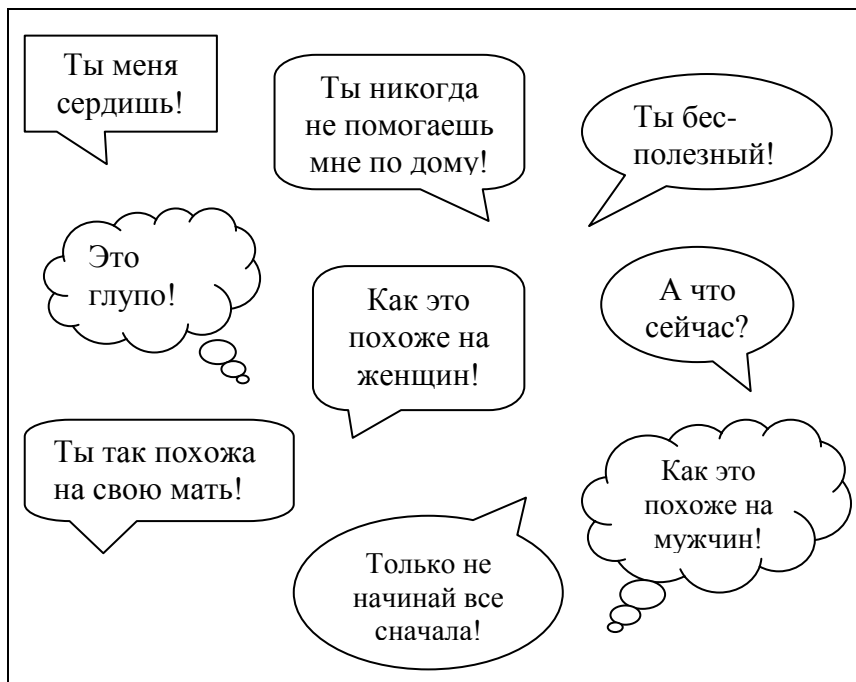 Ты меня
сердишь!
Ты никогда
не помогаешь
мне по дому!
Ты бес-
полезный!
Это
глупо!
Как это
похоже на
женщин!
А что
сейчас?
Ты так похожа
на свою мать!
Как это
похоже на
мужчин!
Только не
начинай все
сначала!